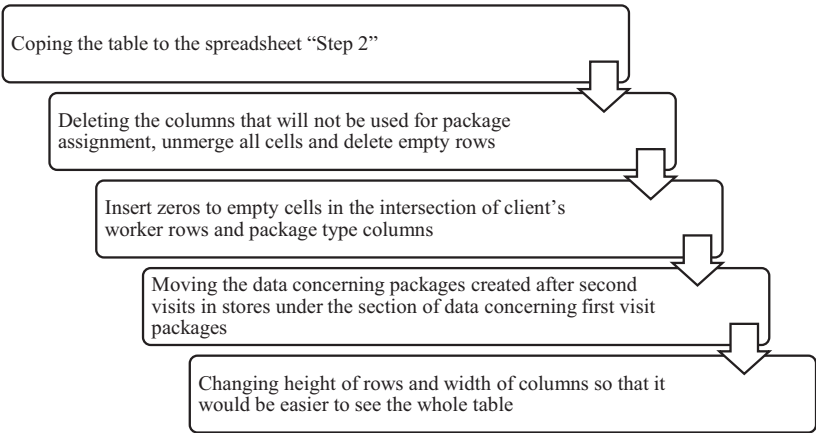 Coping the table to the spreadsheet “Step 2”
Deleting the columns that will not be used for package
assignment, unmerge all cells and delete empty rows
Insert zeros to empty cells in the intersection of client’s
worker rows and package type columns
Moving the data concerning packages created after second
visits in stores under the section of data concerning first visit
packages
Changing height of rows and width of columns so that it
would be easier to see the whole table